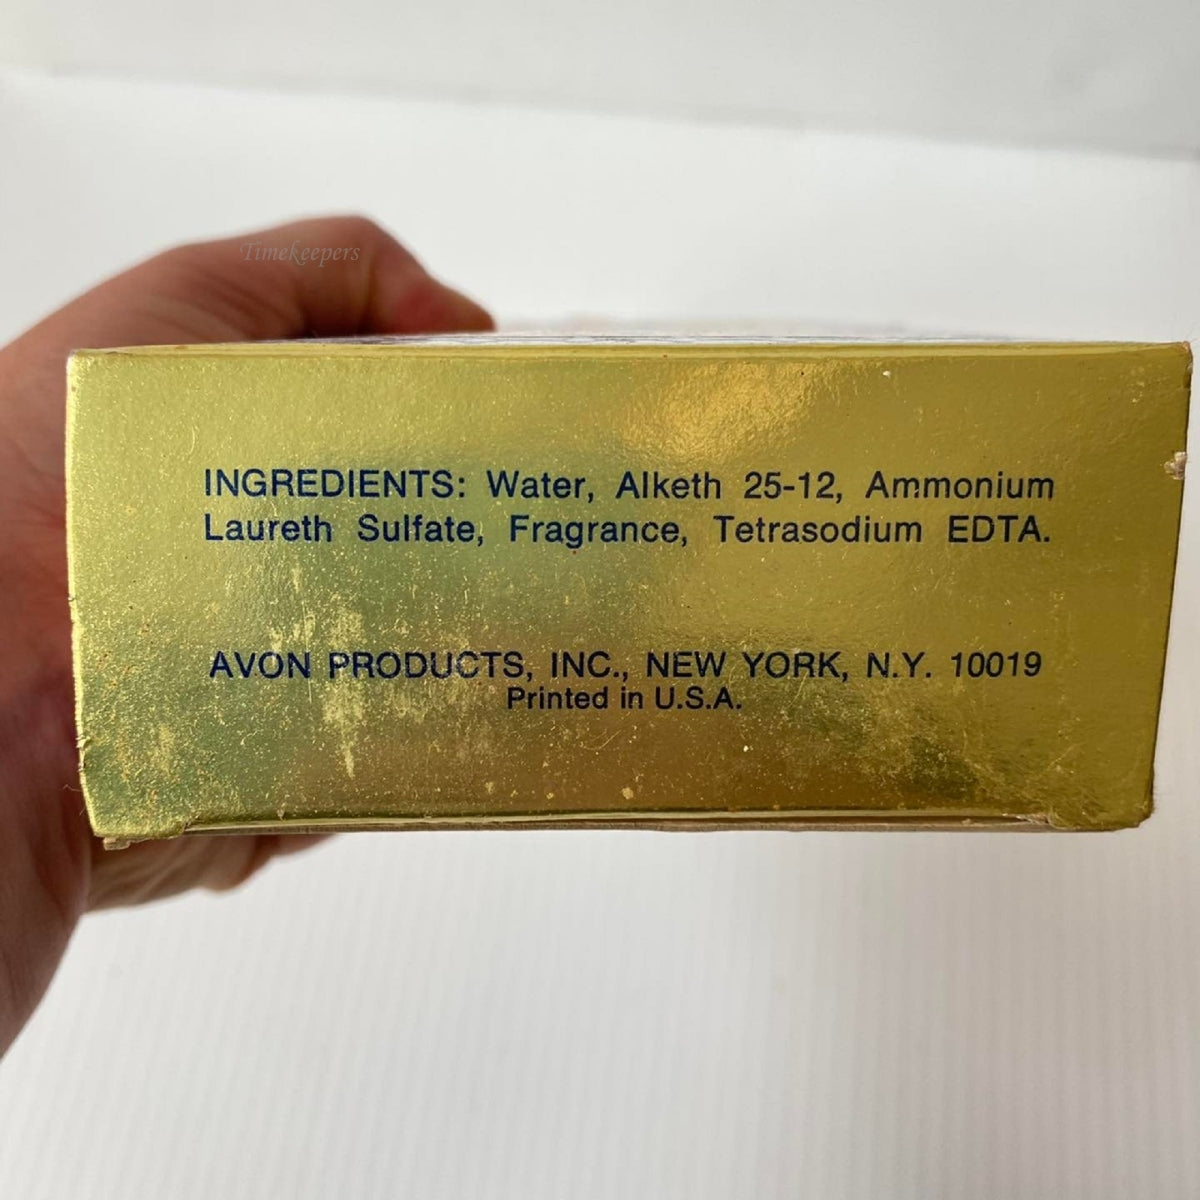 Timekeepers
INGREDIENTS: Water, Alketh 25-12, Ammonium
Laureth Sulfate, Fragrance, Tetrasodium EDTA.
AVON PRODUCTS, INC., NEW YORK, N.Y. 10019
Printed in U.S.A.